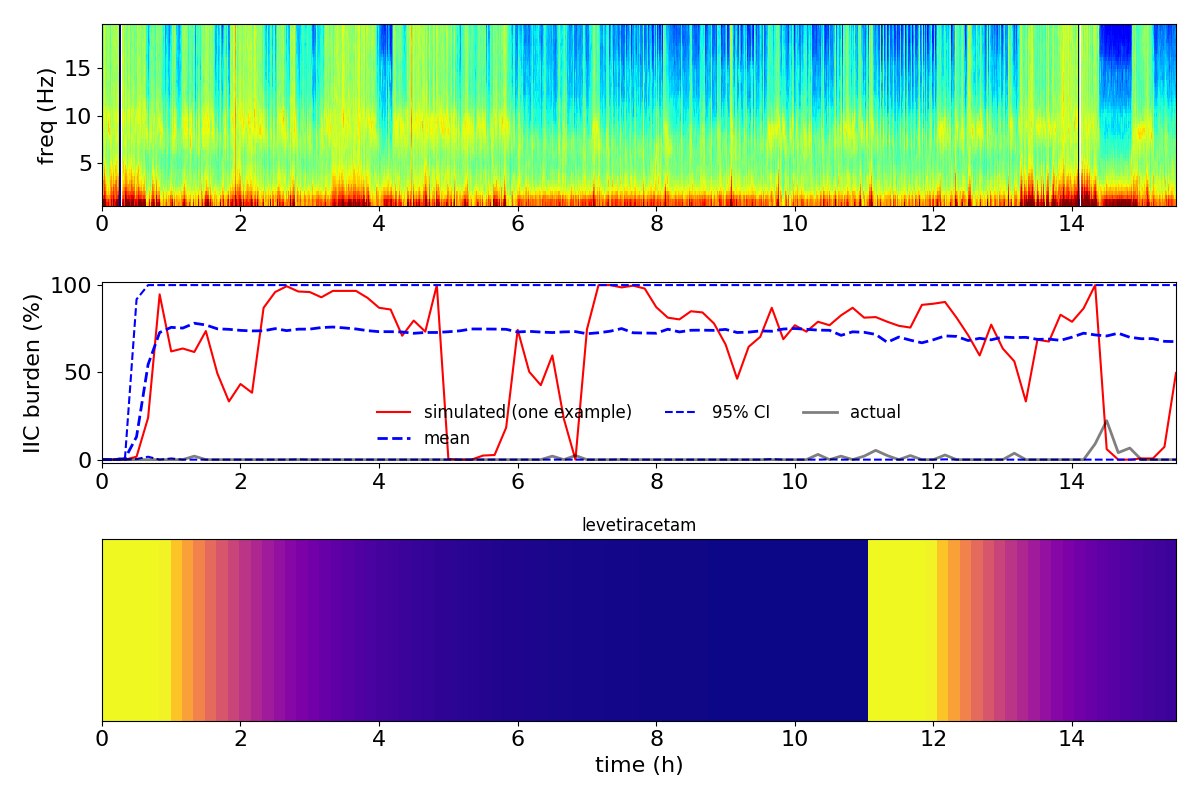 freq (Hz)
15
10
5
0 2 4 6 8 10 12 14
IIC burden (%)
100
50
0
simulated (one example) 95% CI actual
mean
0 2 4 6 8 10 12 14
levetiracetam
0 2 4 6 8 10 12 14
time (h)